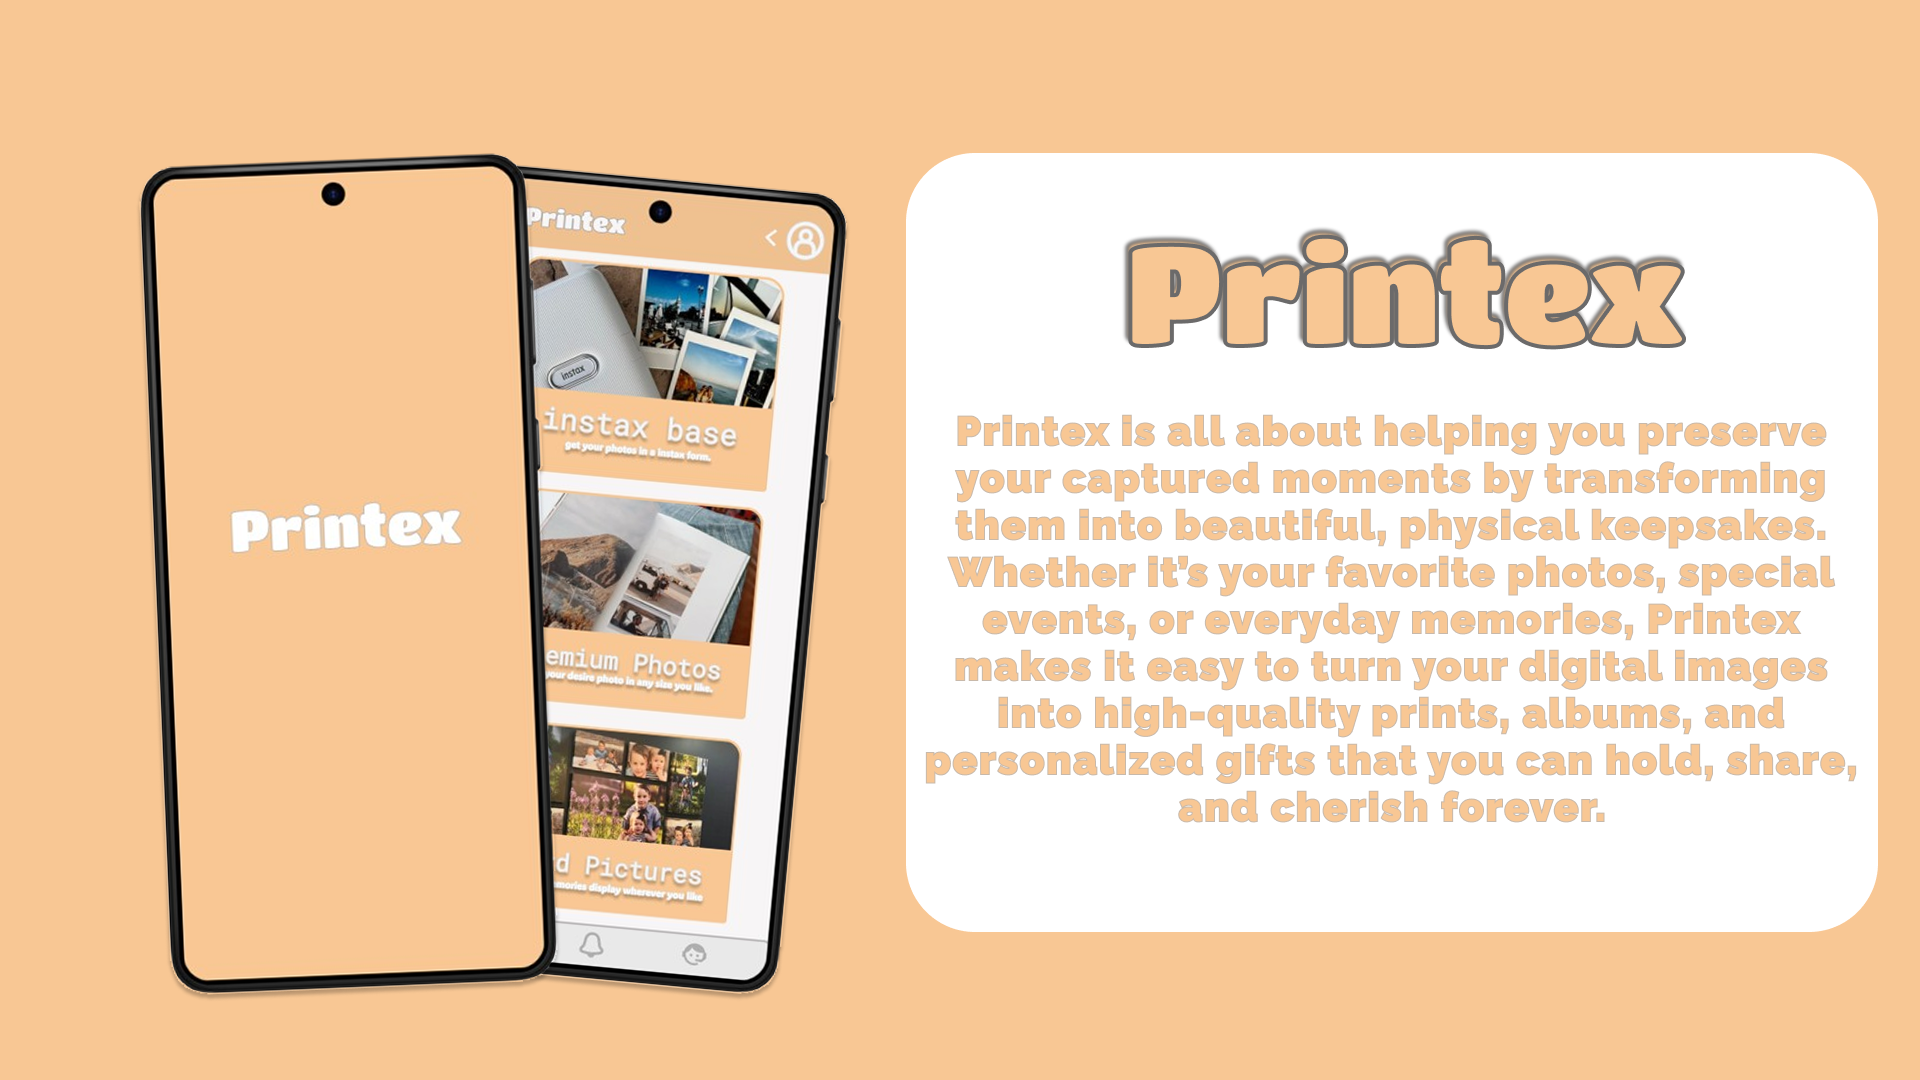 Printex
Printex
instax
instax base
get your photos in a instax form.
emium Photos
your desire photo in any size you like.
d Pictures
mories display wherever you like
Printex
Printex is all about helping you preserve
your captured moments by transforming
them into beautiful, physical keepsakes.
Whether it’s your favorite photos, special
events, or everyday memories, Printex
makes it easy to turn your digital images
into high-quality prints, albums, and
personalized gifts that you can hold, share,
and cherish forever.